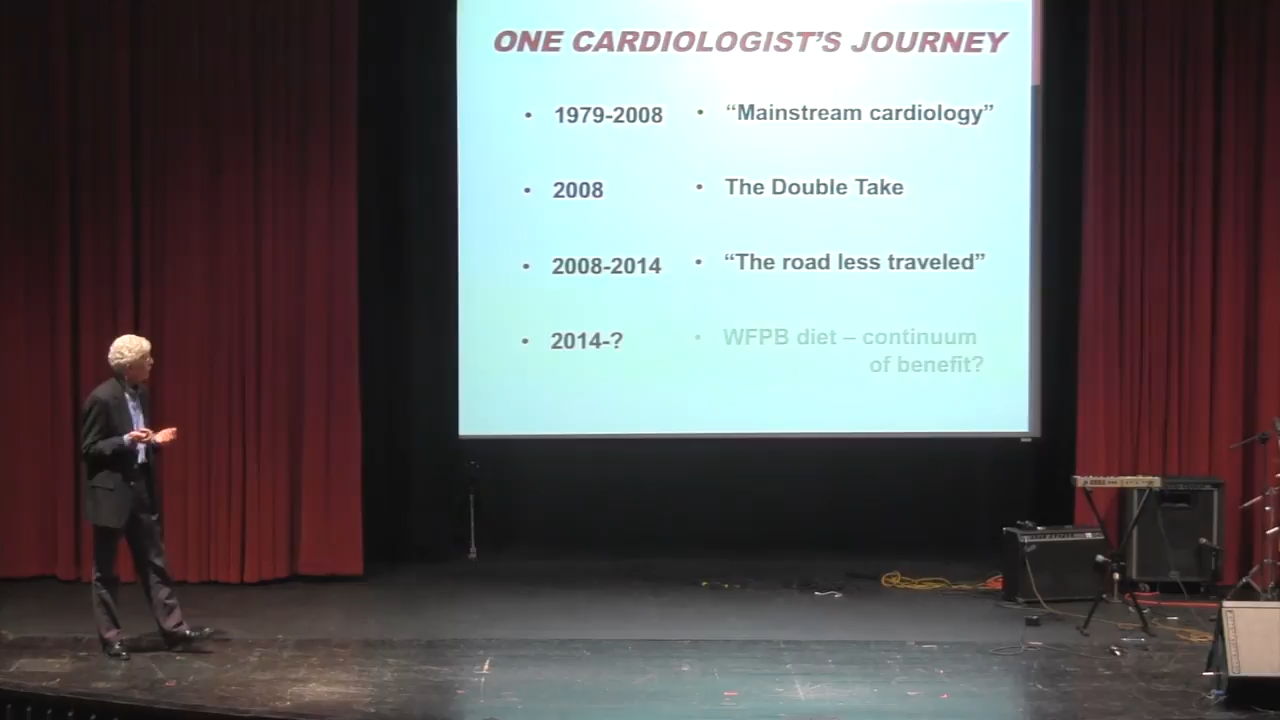 ONE CARDIOLOGIST'S JOURNEY
• 1979-2008 • “Mainstream cardiology”
• 2008 • The Double Take
• 2008-2014 • “The road less traveled”
• 2014-? • WFPB diet – continuum
of benefit?